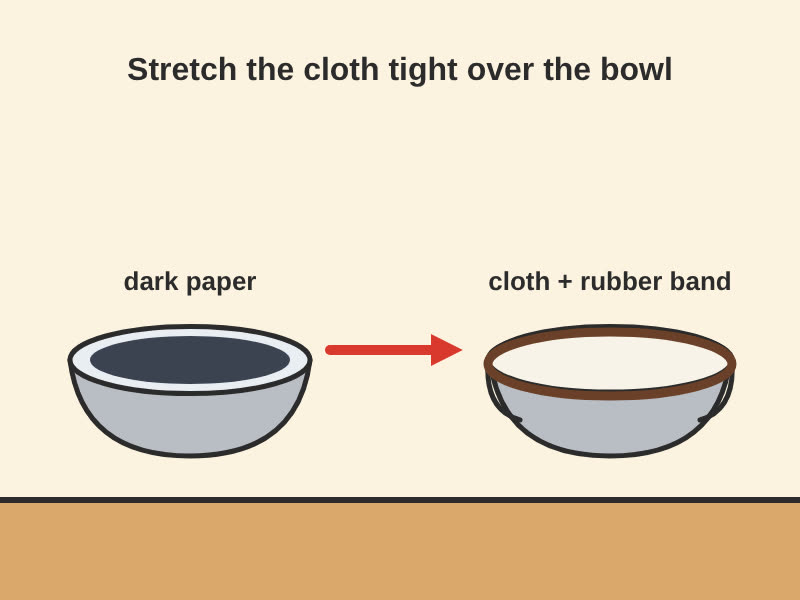 Stretch the cloth tight over the bowl
dark paper
cloth + rubber band